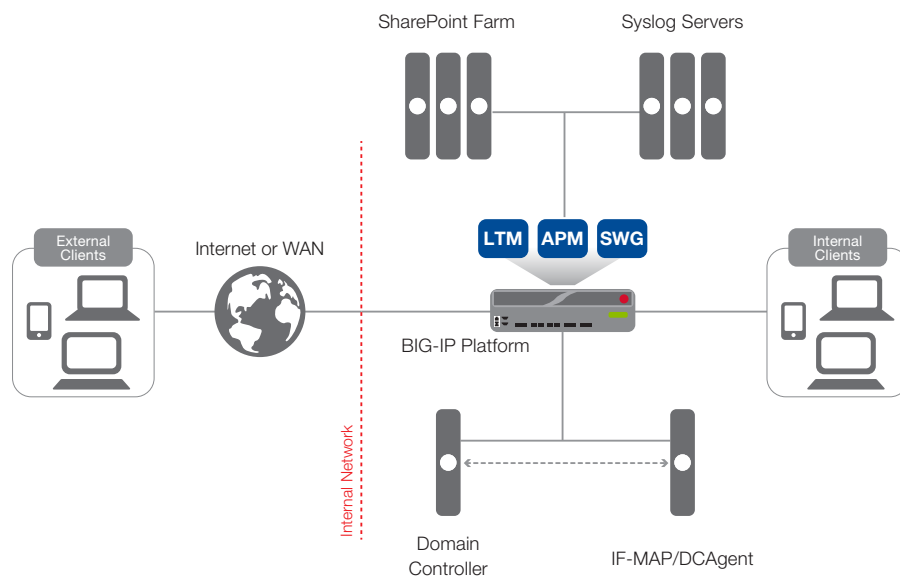 SharePoint Farm
Syslog Servers
LTM
APM
SWG
External
Clients
Internet or WAN
Internal
Clients
BIG-IP Platform
Internal Network
Domain
Controller
IF-MAP/DCAgent